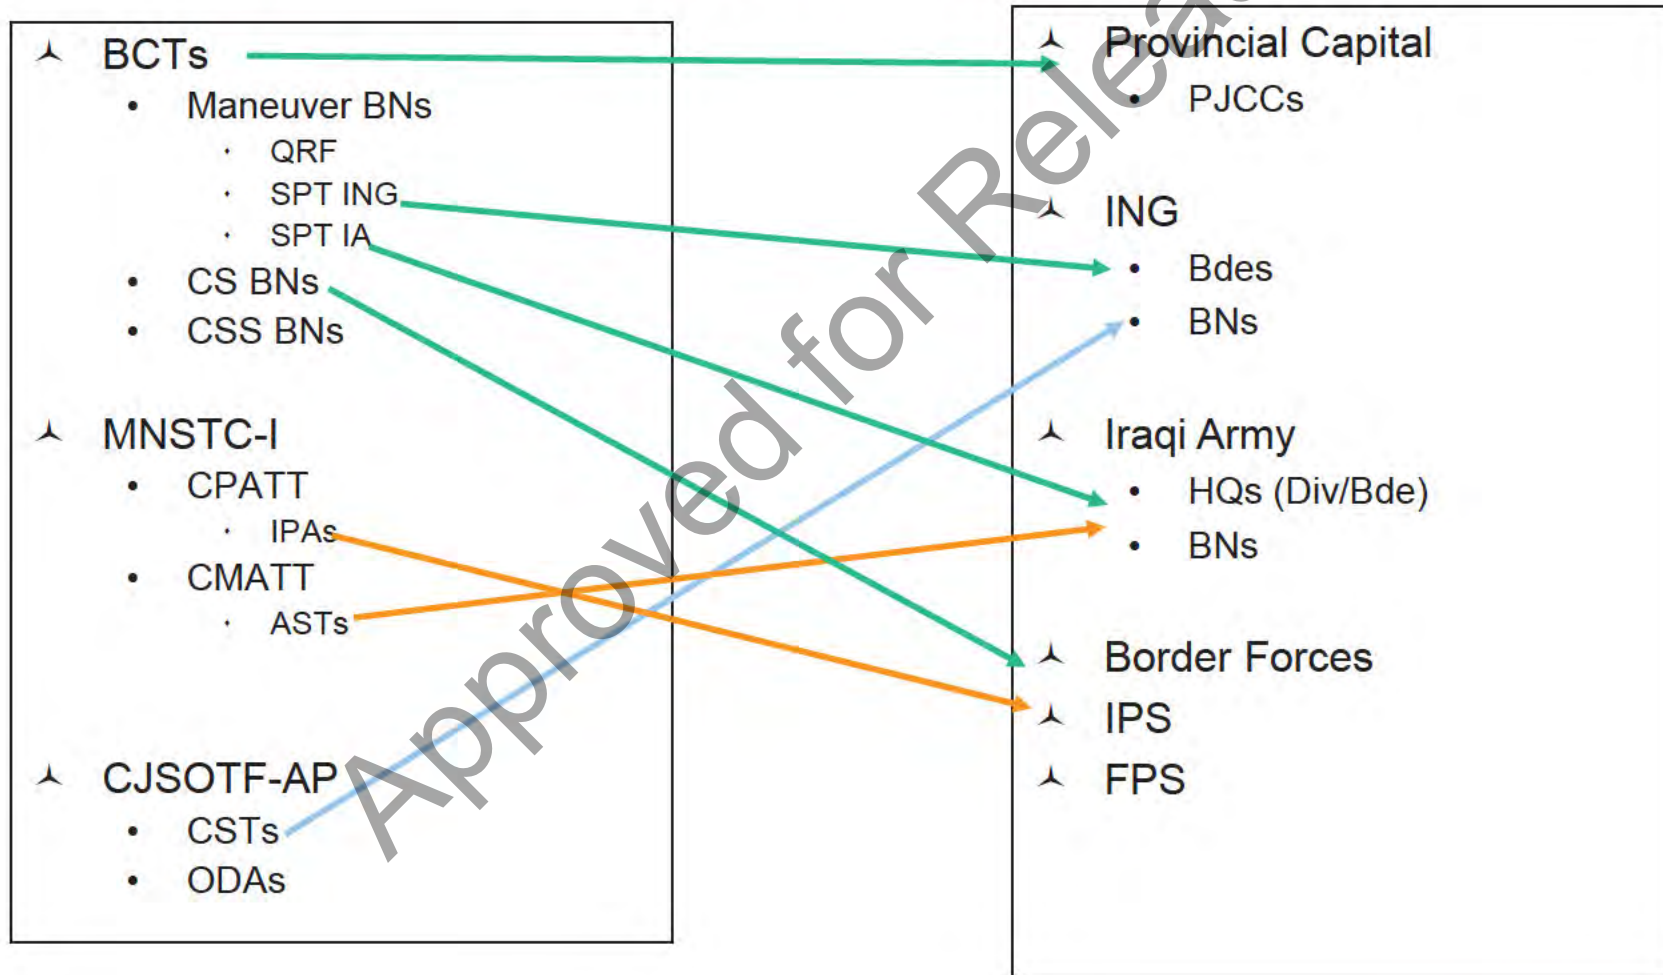 BCTs
Maneuver BNs
QRF
SPT ING
SPT IA
CS BNs
CSS BNs
MNSTC-I
CPATT
IPAs
CMATT
ASTs
CJSOTF-AP
CSTs
ODAs
Provincial Capital
PJCCs
ING
Bdes
BNs
Iraqi Army
HQs (Div/Bde)
BNs
Border Forces
IPS
FPS
Approved for Relea